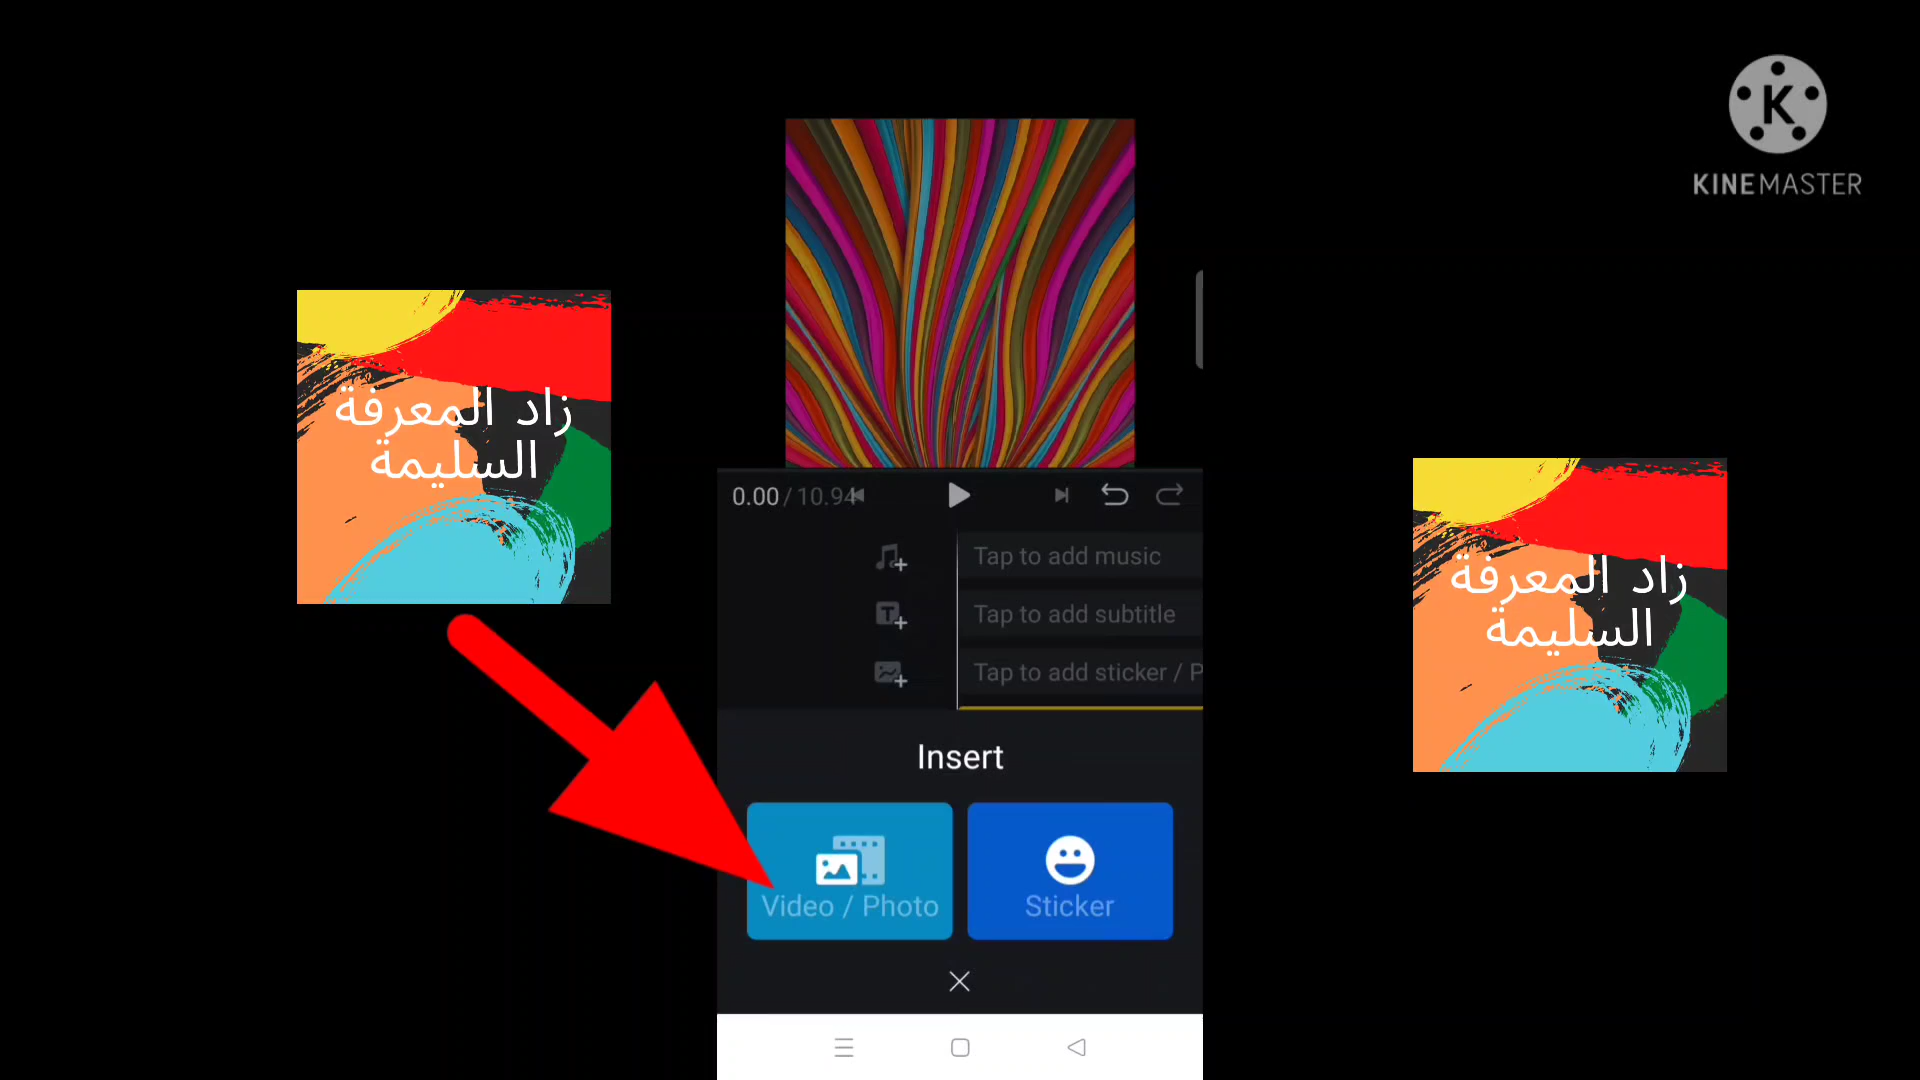 K
KINEMASTER
زاد المعرفة
السليمة
0.00 / 10.94
Tap to add music
Tap to add subtitle
Tap to add sticker / P
Insert
Video / Photo
Sticker
زاد المعرفة
السليمة